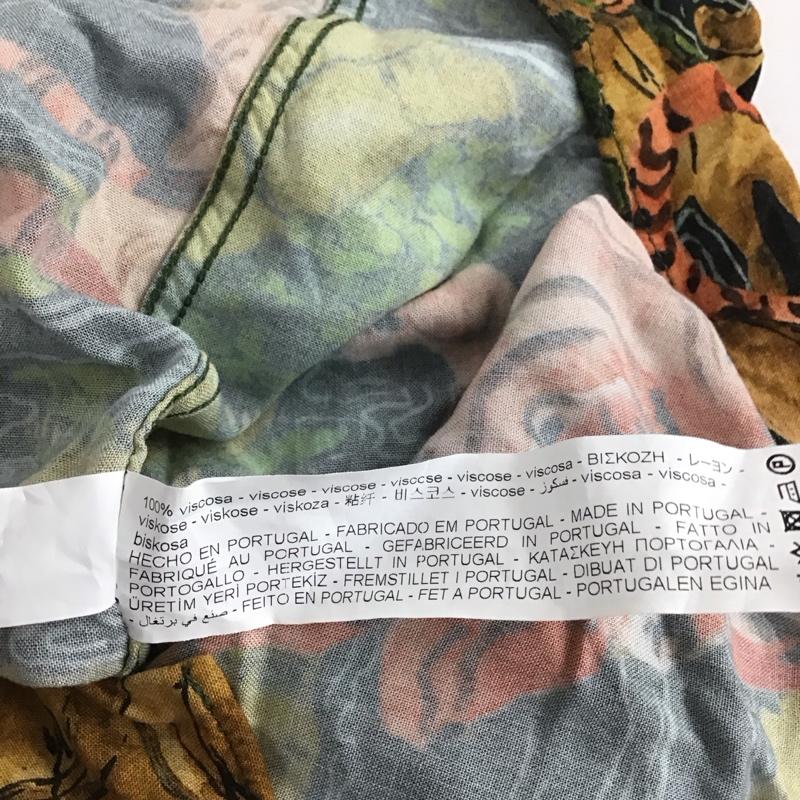 100% viscosa - viscose - viscose - visccse - viscose - viscosa - ΒΙΣΚΟΖΗ - レーヨン -
viskose - viskose - viskoza - 粘纤 - 비스코스 - viscose - فسكوز - viscosa - viscosa -
biskosa
HECHO EN PORTUGAL - FABRICADO EM PORTUGAL - MADE IN PORTUGAL -
FABRIQUÉ AU PORTUGAL - GEFABRICEERD IN PORTUGAL - FATTO IN
PORTOGALLO - HERGESTELLT IN PORTUGAL - ΚΑΤΑΣΚΕΥΗ ΠΟΡΤΟΓΑΛΙΑ -
ÜRETİM YERİ PORTEKİZ - FREMSTILLET I PORTUGAL - DIBUAT DI PORTUGAL
- صنع في برتغال - FEITO EN PORTUGAL - FET A PORTUGAL - PORTUGALEN EGINA